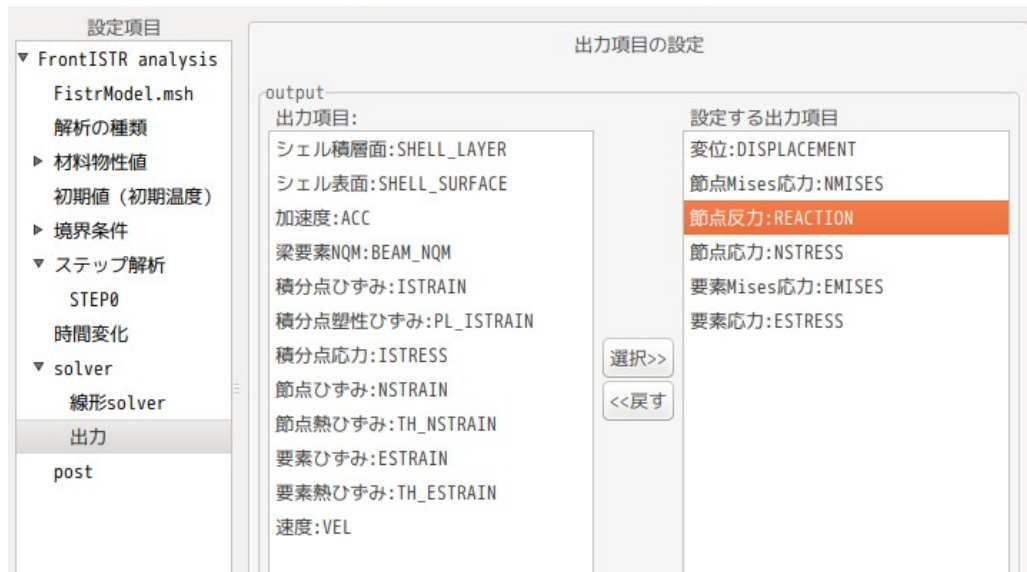 設定項目
▼ FrontISTR analysis
FistrModel.msh
解析の種類
▶ 材料物性値
初期値 (初期温度)
▶ 境界条件
▼ ステップ解析
STEP0
時間変化
▼ solver
線形solver
出力
post
出力項目の設定
output
出力項目:
シェル積層面:SHELL_LAYER
シェル表面:SHELL_SURFACE
加速度:ACC
梁要素NQM:BEAM_NQM
積分点ひずみ:ISTRAIN
積分点塑性ひずみ:PL_ISTRAIN
積分点応力:ISTRESS
節点ひずみ:NSTRAIN
節点熱ひずみ:TH_NSTRAIN
要素ひずみ:ESTRAIN
要素熱ひずみ:TH_ESTRAIN
速度:VEL
選択>>
<<戻す
設定する出力項目
変位:DISPLACEMENT
節点Mises応力:NMISES
節点反力:REACTION
節点応力:NSTRESS
要素Mises応力:EMISES
要素応力:ESTRESS